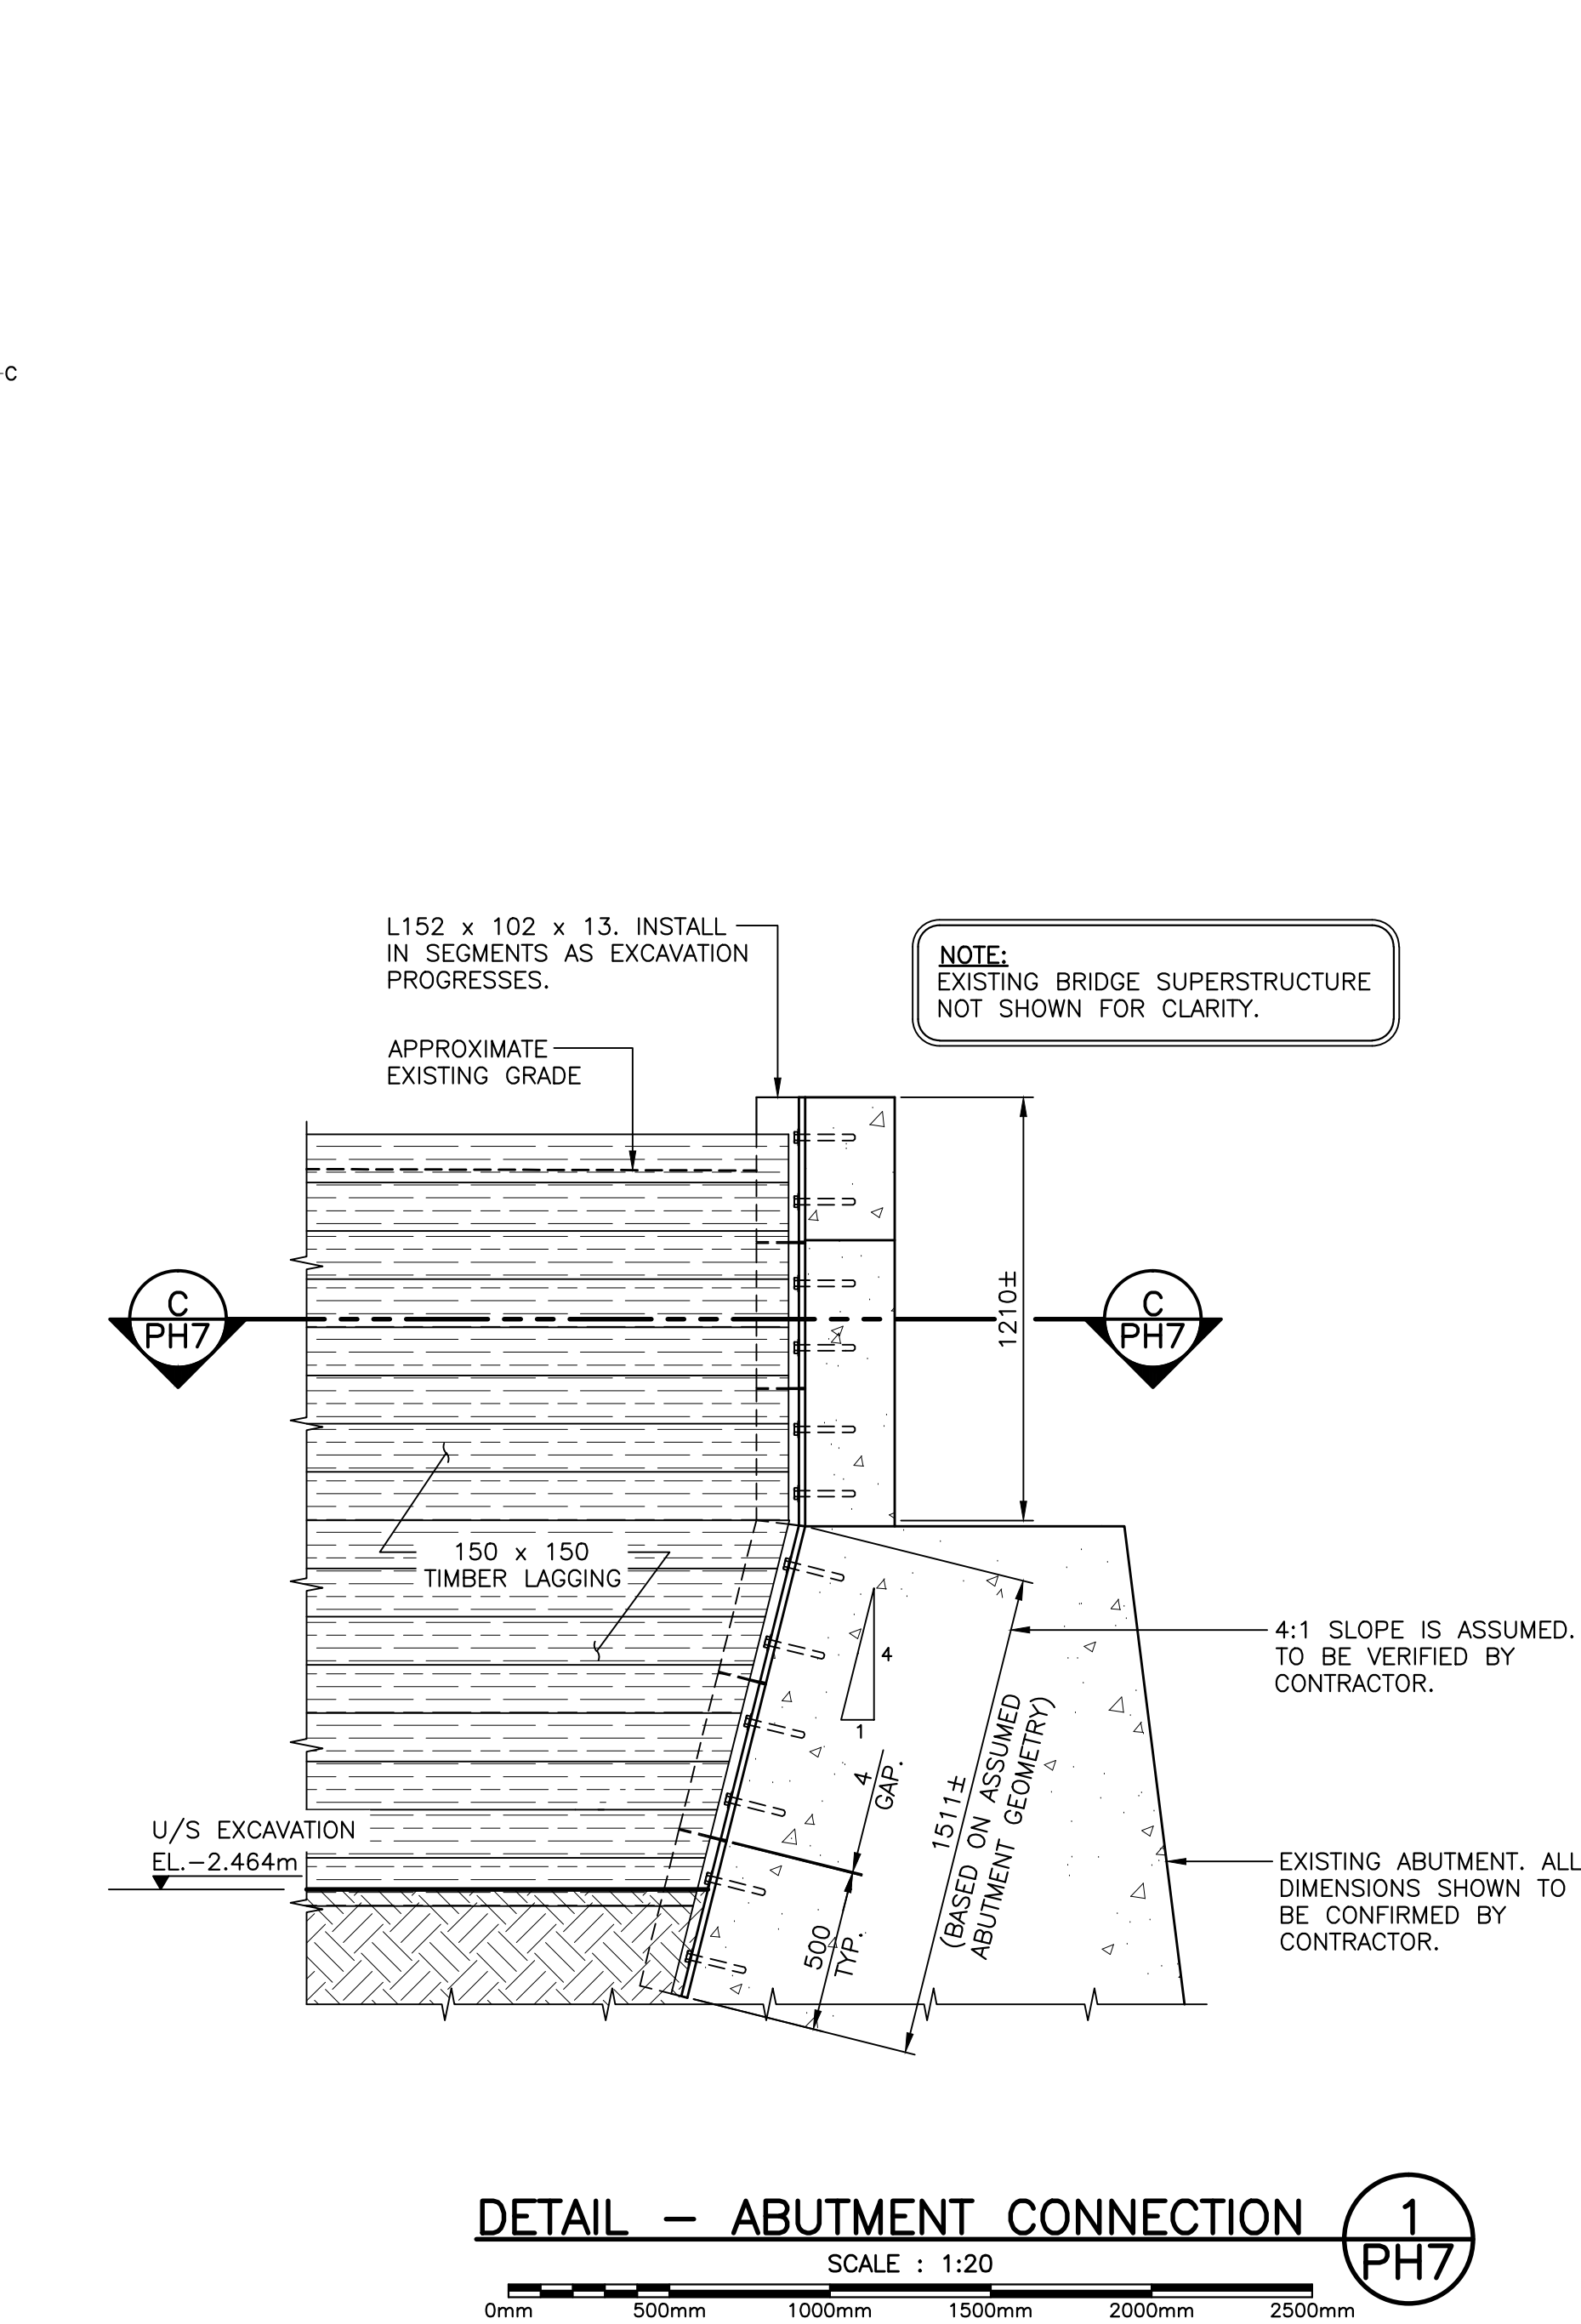 C
L152 x 102 x 13. INSTALL
IN SEGMENTS AS EXCAVATION
PROGRESSES.
NOTE:
EXISTING BRIDGE SUPERSTRUCTURE
NOT SHOWN FOR CLARITY.
APPROXIMATE
EXISTING GRADE
C
PH7
1210±
C
PH7
150 x 150
TIMBER LAGGING
4
1
4:1 SLOPE IS ASSUMED.
TO BE VERIFIED BY
CONTRACTOR.
4
GAP.
1511±
(BASED ON ASSUMED
ABUTMENT GEOMETRY)
U/S EXCAVATION
EL.-2.464m
500
TYP.
EXISTING ABUTMENT. ALL
DIMENSIONS SHOWN TO
BE CONFIRMED BY
CONTRACTOR.
DETAIL - ABUTMENT CONNECTION
1
PH7
SCALE : 1:20
0mm 500mm 1000mm 1500mm 2000mm 2500mm